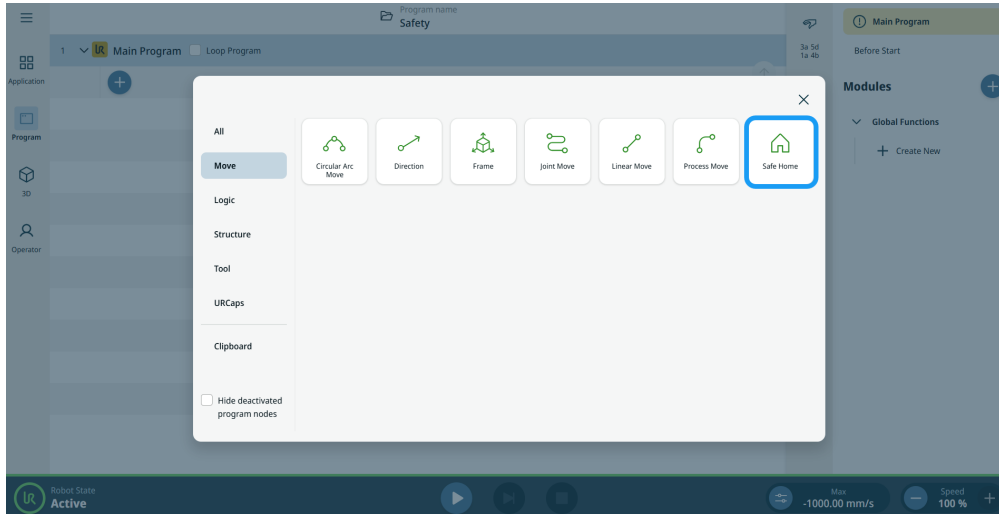 Program name
Safety
1 UR Main Program Loop Program
3a 5d
1a 4b
Main Program
Before Start
Modules
Global Functions
Create New
Application
Program
3D
Operator
All
Move
Logic
Structure
Tool
URCaps
Clipboard
Hide deactivated
program nodes
Circular Arc
Move
Direction
Frame
Joint Move
Linear Move
Process Move
Safe Home
UR
Robot State
Active
Max
-1000.00 mm/s
Speed
100 %